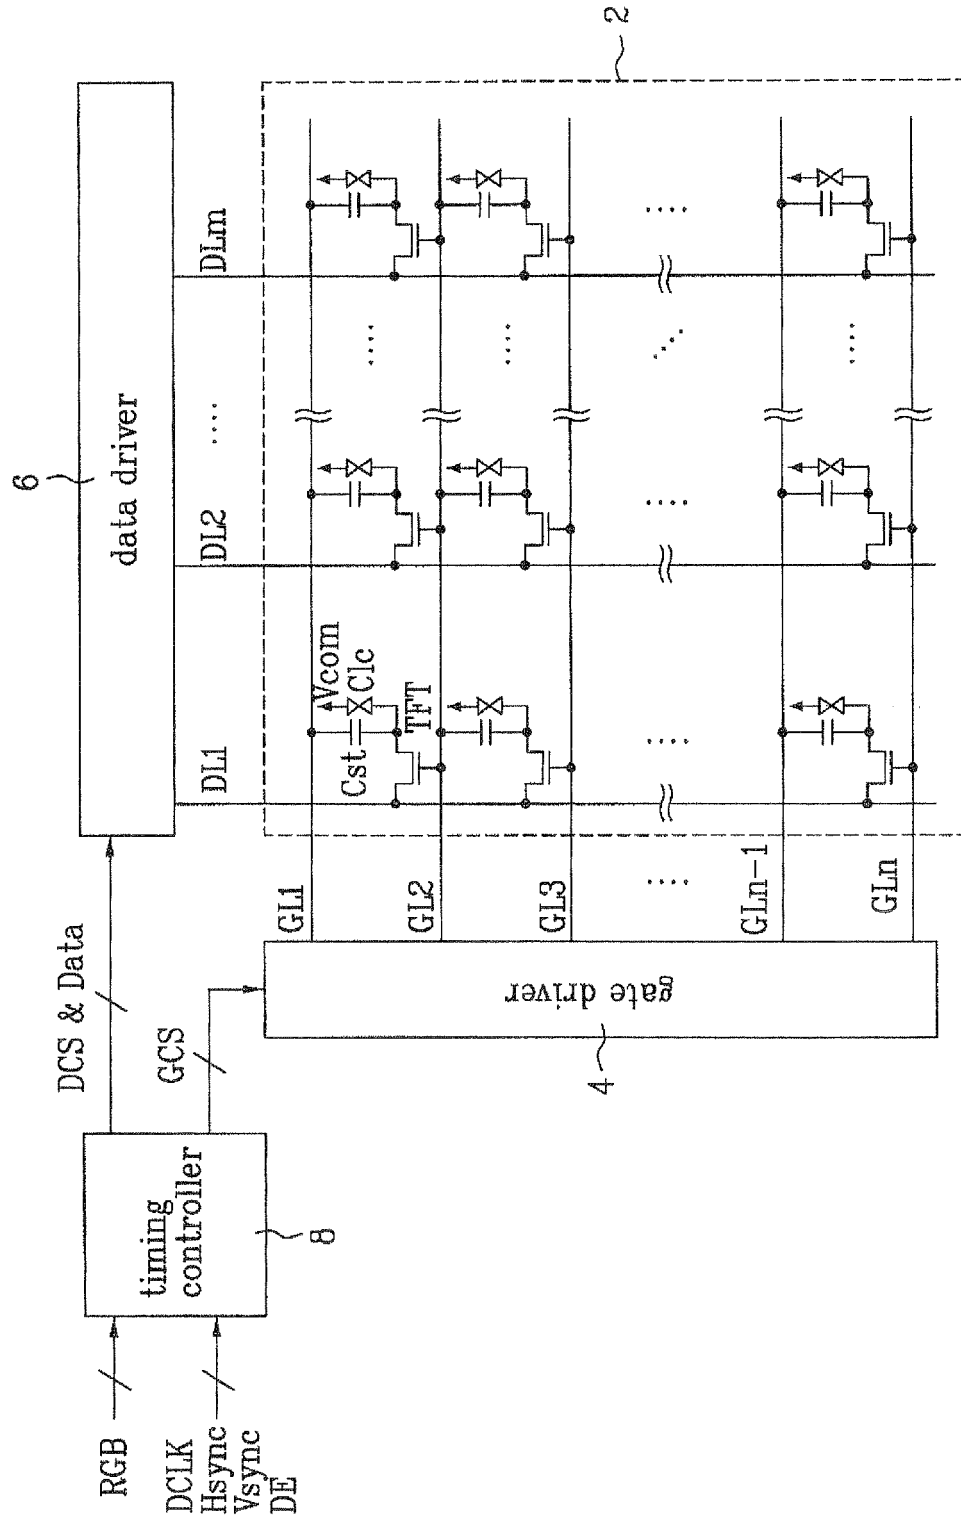 2
6
data driver
DL1
DL2
....
DLm
Vcom
Clc
Cst
TFT
GL1
GL2
GL3
....
GLn-1
GLn
gate driver
4
DCS & Data
GCS
timing
controller
8
RGB
DCLK
Hsync
Vsync
DE